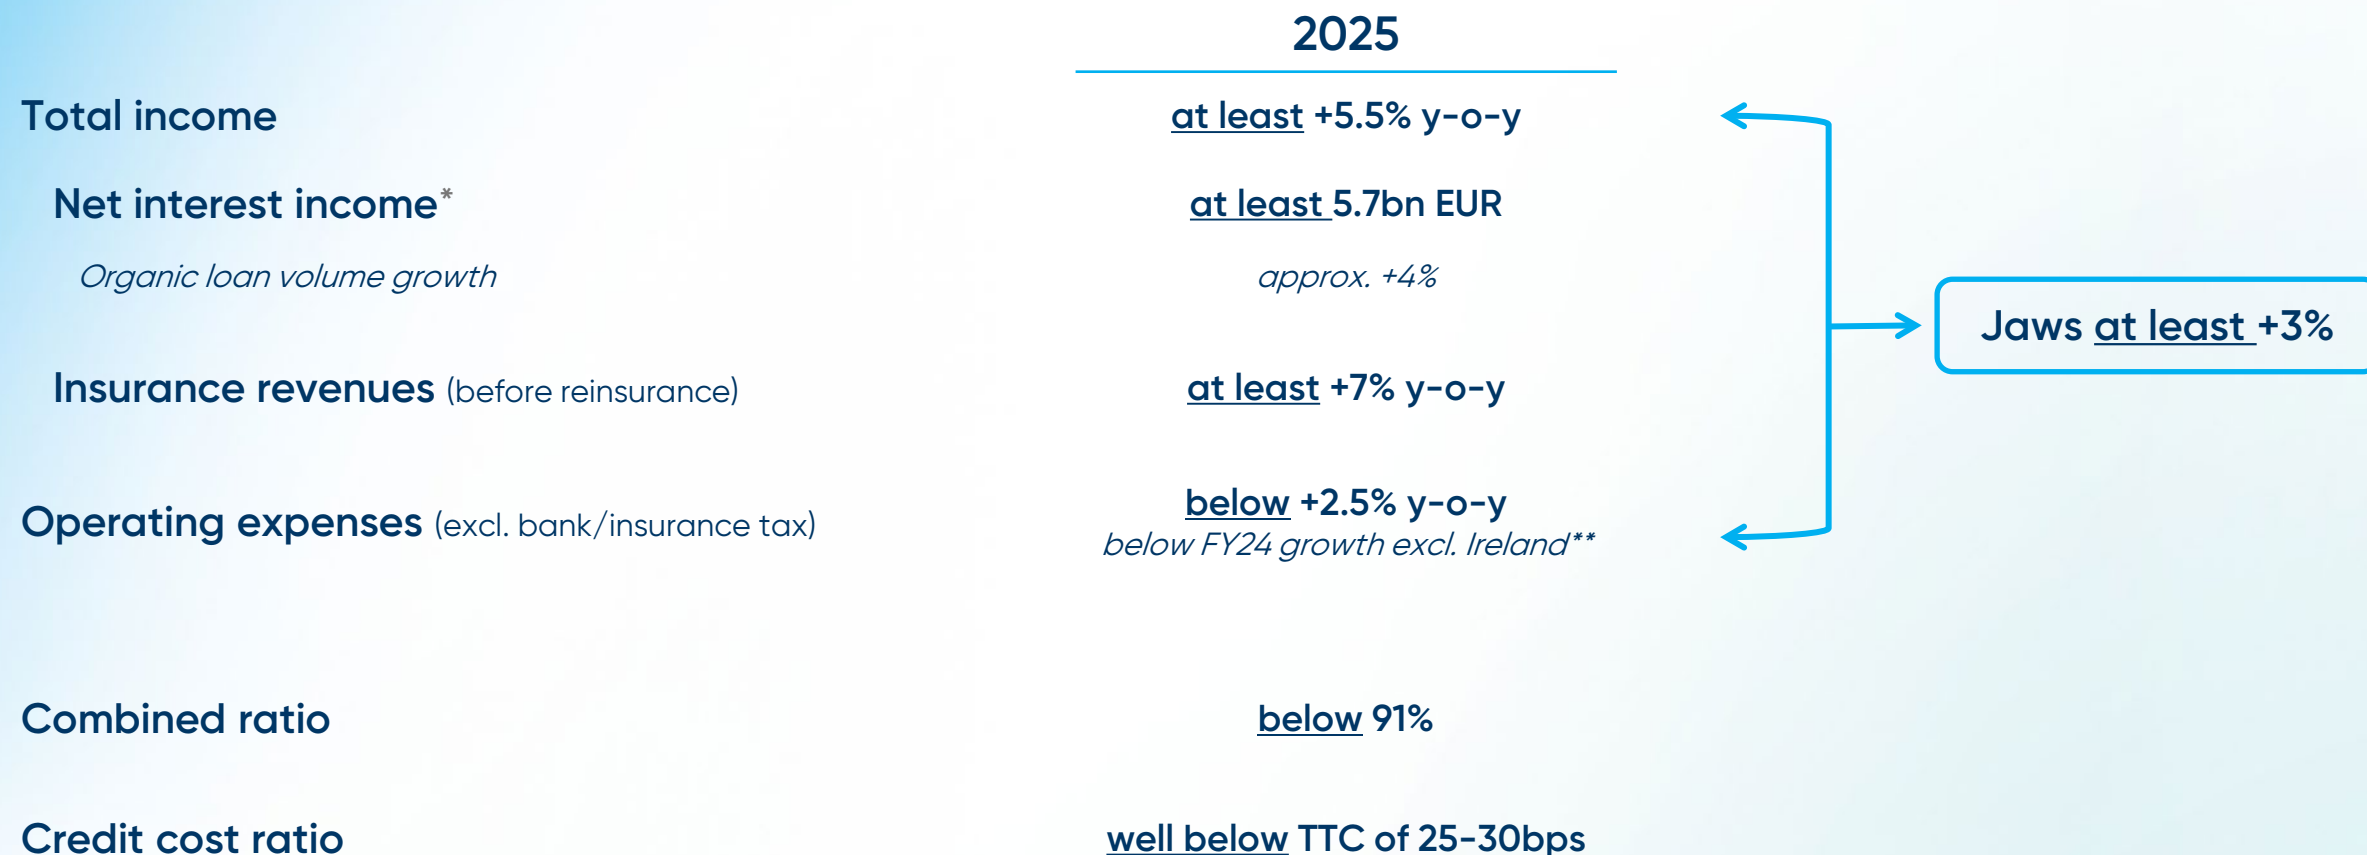 2025
Total income at least +5.5% y-o-y
Net interest income* at least 5.7bn EUR
Organic loan volume growth approx. +4%
Jaws at least +3%
Insurance revenues (before reinsurance) at least +7% y-o-y
Operating expenses (excl. bank/insurance tax) below +2.5% y-o-y
below FY24 growth excl. Ireland**
Combined ratio below 91%
Credit cost ratio well below TTC of 25-30bps